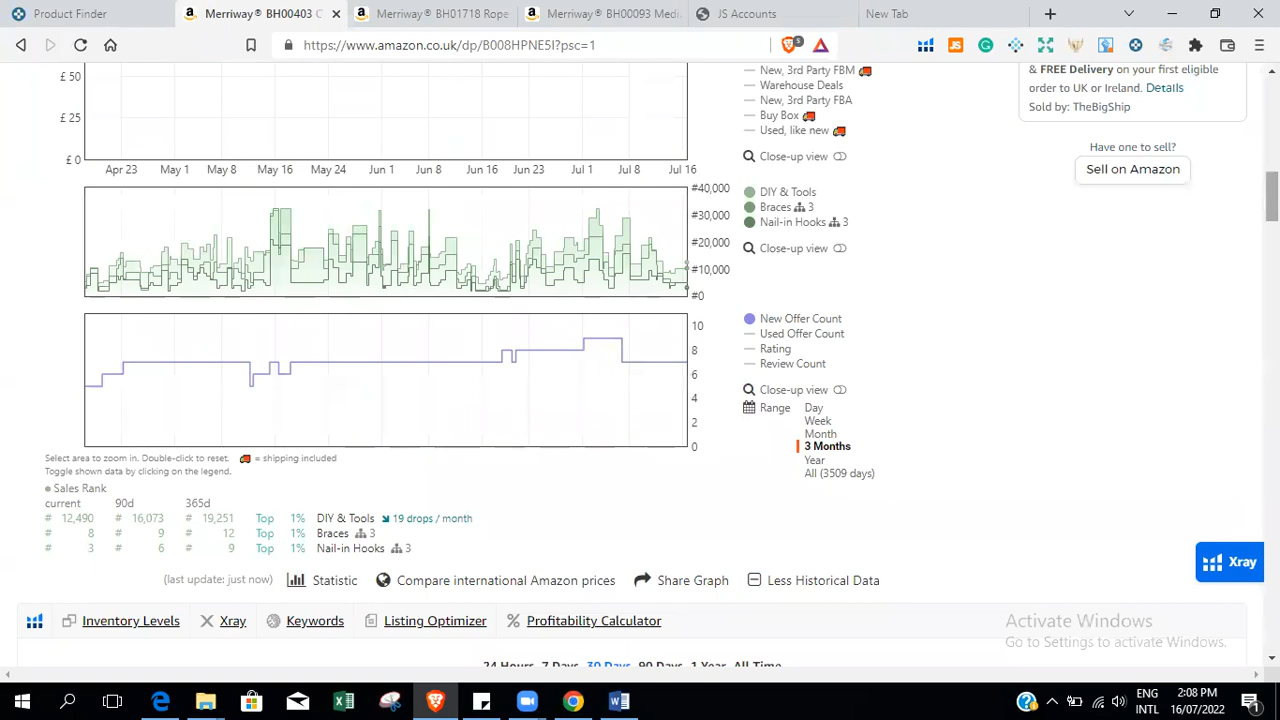 Product Finder
Merriway® BH00403 C
Merriway® BH01718 Rope
Merriway® BH00093 Medi
JS Accounts
New Tab
https://www.amazon.co.uk/dp/B008HPNE5I?psc=1
5
£ 50
£ 25
£ 0
Apr 23 May 1 May 8 May 16 May 24 Jun 1 Jun 8 Jun 16 Jun 23 Jul 1 Jul 8 Jul 16
New, 3rd Party FBM
Warehouse Deals
New, 3rd Party FBA
Buy Box
Used, like new
Close-up view
& FREE Delivery on your first eligible
order to UK or Ireland. Details
Sold by: TheBigShip
Have one to sell?
Sell on Amazon
#40,000
#30,000
#20,000
#10,000
#0
DIY & Tools
Braces 3
Nail-in Hooks 3
Close-up view
10
8
6
4
2
0
New Offer Count
Used Offer Count
Rating
Review Count
Close-up view
Range Day
Week
Month
3 Months
Year
All (3509 days)
Select area to zoom in. Double-click to reset. = shipping included
Toggle shown data by clicking on the legend.
Sales Rank
current 90d 365d
# 12,490 # 16,073 # 19,251 Top 1% DIY & Tools 19 drops / month
# 8 # 9 # 12 Top 1% Braces 3
# 3 # 6 # 9 Top 1% Nail-in Hooks 3
(last update: just now) Statistic Compare international Amazon prices Share Graph Less Historical Data
Xray
Inventory Levels Xray Keywords Listing Optimizer Profitability Calculator
24 Hours 7 Days 30 Days 90 Days 1 Year All Time
Activate Windows
Go to Settings to activate Windows.
ENG
INTL
2:08 PM
16/07/2022
1